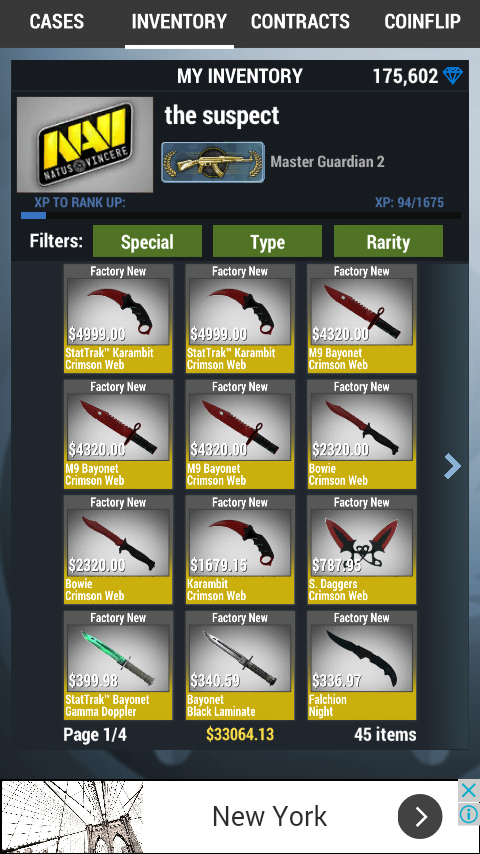 CASES INVENTORY CONTRACTS COINFLIP
MY INVENTORY 175,602
NAVI
NATUS VINCERE
the suspect
Master Guardian 2
XP TO RANK UP: XP: 94/1675
Filters: Special Type Rarity
Factory New Factory New Factory New
$4999.00 $4999.00 $4320.00
StatTrak™ Karambit StatTrak™ Karambit M9 Bayonet
Crimson Web Crimson Web Crimson Web
Factory New Factory New Factory New
$4320.00 $4320.00 $2320.00
M9 Bayonet M9 Bayonet Bowie
Crimson Web Crimson Web Crimson Web
Factory New Factory New Factory New
$2320.00 $1679.15 $787.95
Bowie Karambit S. Daggers
Crimson Web Crimson Web Crimson Web
Factory New Factory New Factory New
$399.98 $340.59 $336.97
StatTrak™ Bayonet Bayonet Falchion
Gamma Doppler Black Laminate Night
Page 1/4 $33064.13 45 items
New York